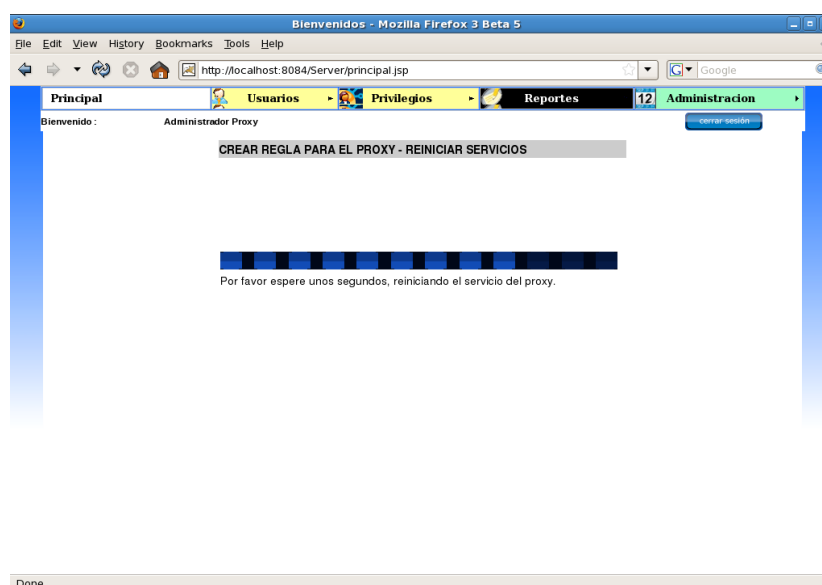 Bienvenidos - Mozilla Firefox 3 Beta 5
File Edit View History Bookmarks Tools Help
http://localhost:8084/Server/principal.jsp G Google
Principal Usuarios Privilegios Reportes 12 Administracion
Bienvenido : Administrador Proxy cerrar sesión
CREAR REGLA PARA EL PROXY - REINICIAR SERVICIOS
Por favor espere unos segundos, reiniciando el servicio del proxy.
Done